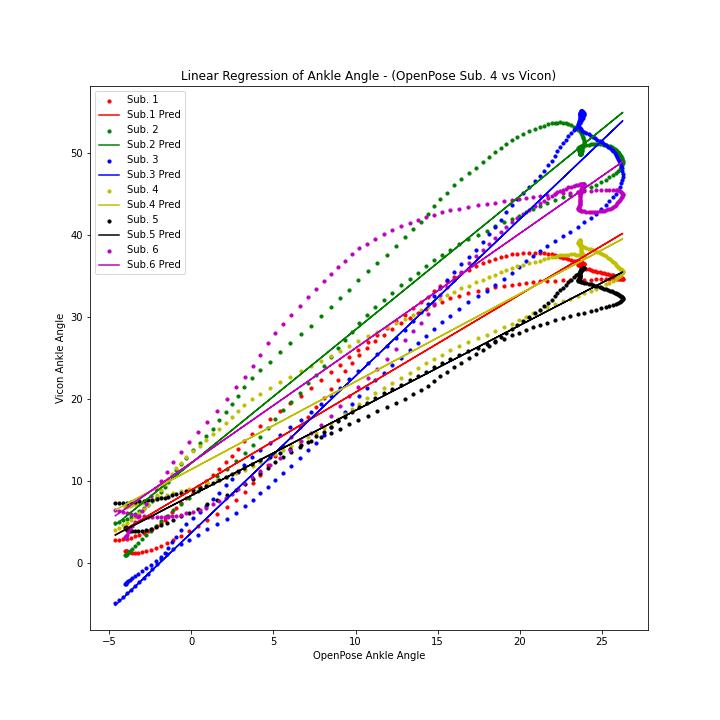 Linear Regression of Ankle Angle - (OpenPose Sub. 4 vs Vicon)
Sub. 1
Sub.1 Pred
Sub. 2
Sub.2 Pred
Sub. 3
Sub.3 Pred
Sub. 4
Sub.4 Pred
Sub. 5
Sub.5 Pred
Sub. 6
Sub.6 Pred
50
40
30
20
10
0
Vicon Ankle Angle
−5 0 5 10 15 20 25
OpenPose Ankle Angle